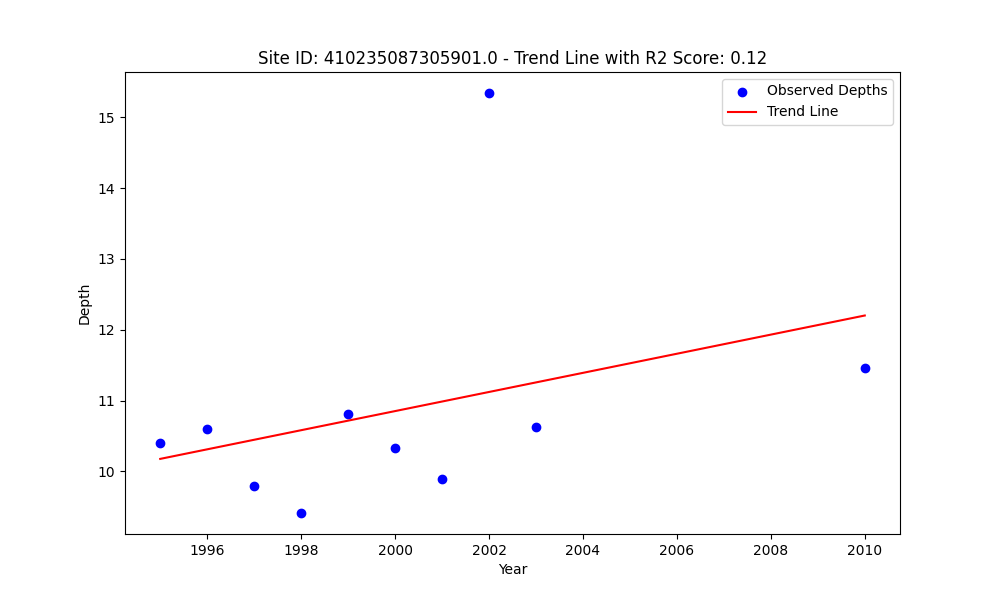 Site ID: 410235087305901.0 - Trend Line with R2 Score: 0.12
Observed Depths
Trend Line
15
14
13
12
11
10
Depth
1996 1998 2000 2002 2004 2006 2008 2010
Year